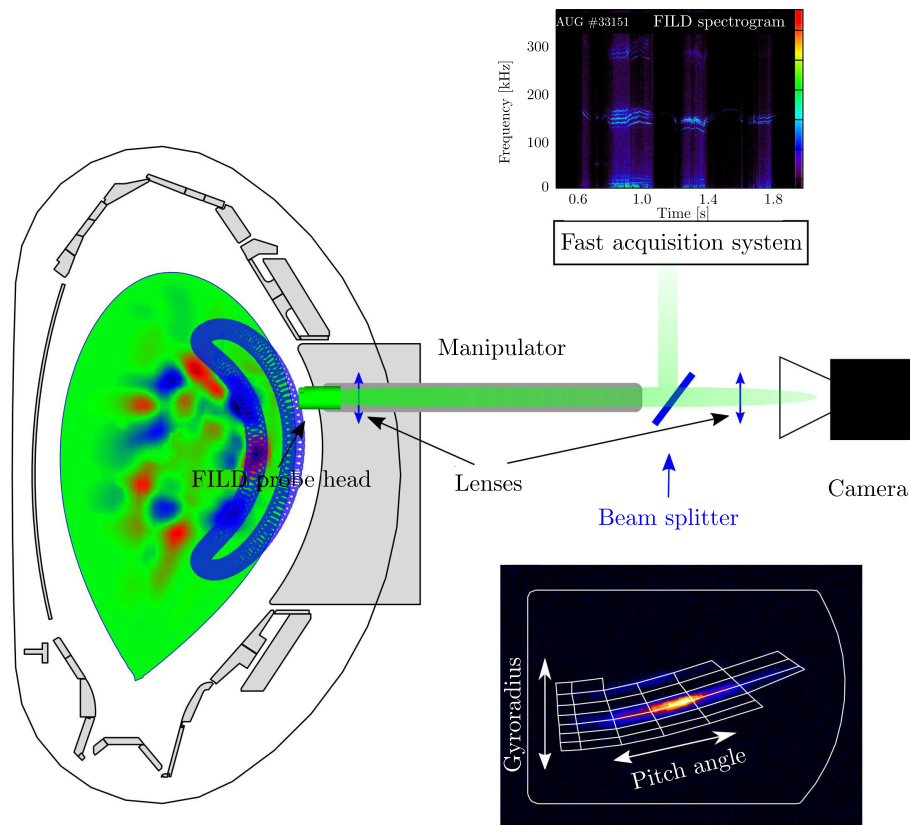 AUG #33151 FILD spectrogram
300
200
100
0
Frequency [kHz]
0.6 1.0 1.4 1.8
Time [s]
Fast acquisition system
Manipulator
FILD probe head
Lenses
Camera
Beam splitter
Gyroradius
Pitch angle